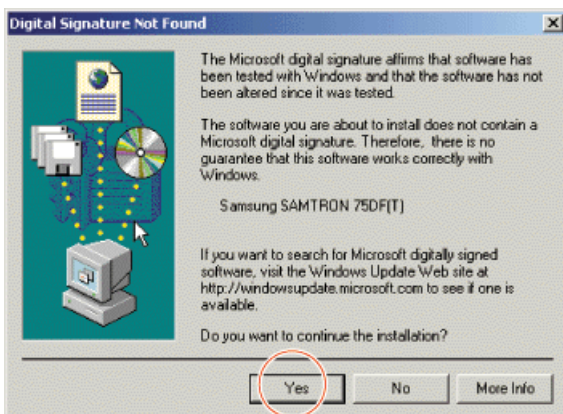 Digital Signature Not Found
The Microsoft digital signature affirms that software has
been tested with Windows and that the software has not
been altered since it was tested.
The software you are about to install does not contain a
Microsoft digital signature. Therefore, there is no
guarantee that this software works correctly with
Windows.
Samsung SAMTRON 75DF(T)
If you want to search for Microsoft digitally signed
software, visit the Windows Update Web site at
http://windowsupdate.microsoft.com to see if one is
available.
Do you want to continue the installation?
Yes
No
More Info